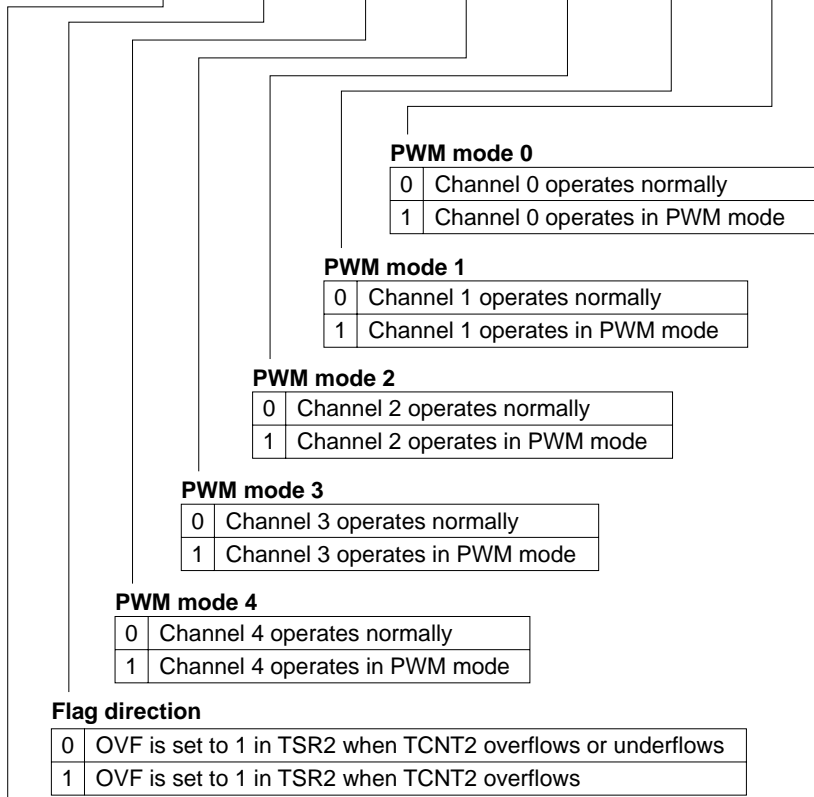 PWM mode 0
0 Channel 0 operates normally
1 Channel 0 operates in PWM mode
PWM mode 1
0 Channel 1 operates normally
1 Channel 1 operates in PWM mode
PWM mode 2
0 Channel 2 operates normally
1 Channel 2 operates in PWM mode
PWM mode 3
0 Channel 3 operates normally
1 Channel 3 operates in PWM mode
PWM mode 4
0 Channel 4 operates normally
1 Channel 4 operates in PWM mode
Flag direction
0 OVF is set to 1 in TSR2 when TCNT2 overflows or underflows
1 OVF is set to 1 in TSR2 when TCNT2 overflows